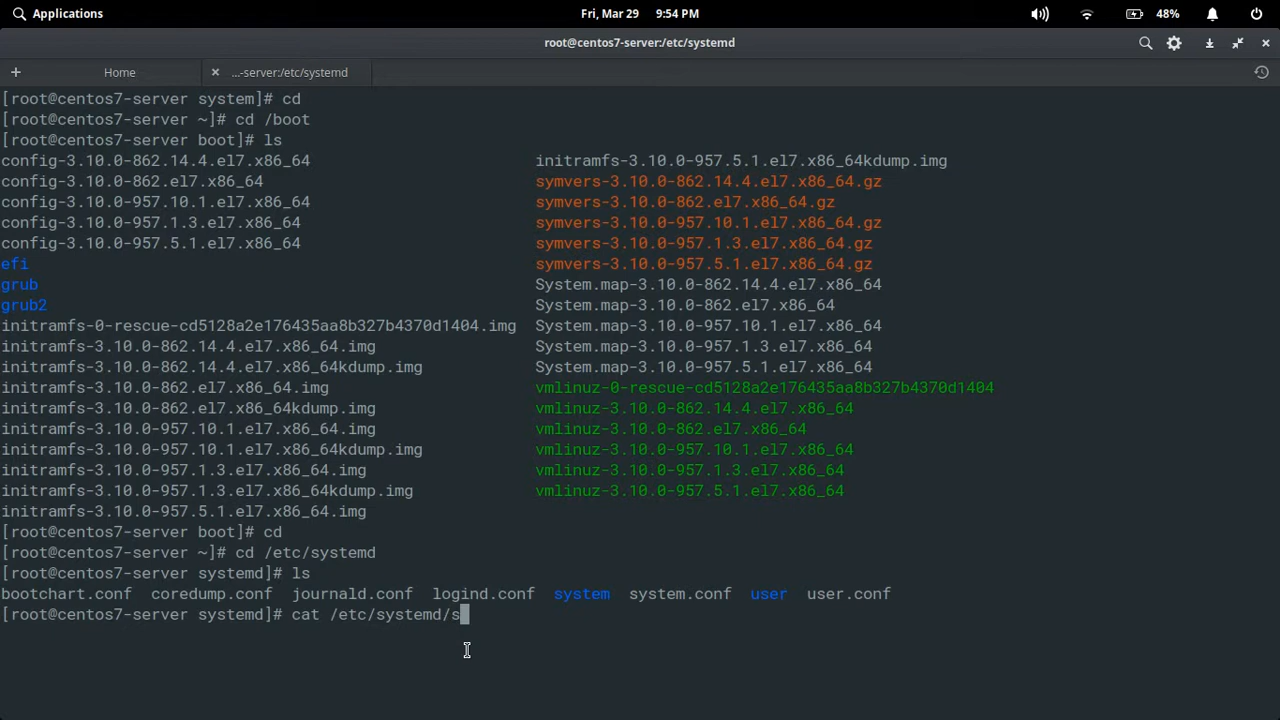 Applications
Fri, Mar 29 9:54 PM
48%
root@centos7-server:/etc/systemd
Home
...-server:/etc/systemd
[root@centos7-server system]# cd
[root@centos7-server ~]# cd /boot
[root@centos7-server boot]# ls
config-3.10.0-862.14.4.el7.x86_64 initramfs-3.10.0-957.5.1.el7.x86_64kdump.img
config-3.10.0-862.el7.x86_64 symvers-3.10.0-862.14.4.el7.x86_64.gz
config-3.10.0-957.10.1.el7.x86_64 symvers-3.10.0-862.el7.x86_64.gz
config-3.10.0-957.1.3.el7.x86_64 symvers-3.10.0-957.10.1.el7.x86_64.gz
config-3.10.0-957.5.1.el7.x86_64 symvers-3.10.0-957.1.3.el7.x86_64.gz
efi symvers-3.10.0-957.5.1.el7.x86_64.gz
grub System.map-3.10.0-862.14.4.el7.x86_64
grub2 System.map-3.10.0-862.el7.x86_64
initramfs-0-rescue-cd5128a2e176435aa8b327b4370d1404.img System.map-3.10.0-957.10.1.el7.x86_64
initramfs-3.10.0-862.14.4.el7.x86_64.img System.map-3.10.0-957.1.3.el7.x86_64
initramfs-3.10.0-862.14.4.el7.x86_64kdump.img System.map-3.10.0-957.5.1.el7.x86_64
initramfs-3.10.0-862.el7.x86_64.img vmlinuz-0-rescue-cd5128a2e176435aa8b327b4370d1404
initramfs-3.10.0-862.el7.x86_64kdump.img vmlinuz-3.10.0-862.14.4.el7.x86_64
initramfs-3.10.0-957.10.1.el7.x86_64.img vmlinuz-3.10.0-862.el7.x86_64
initramfs-3.10.0-957.10.1.el7.x86_64kdump.img vmlinuz-3.10.0-957.10.1.el7.x86_64
initramfs-3.10.0-957.1.3.el7.x86_64.img vmlinuz-3.10.0-957.1.3.el7.x86_64
initramfs-3.10.0-957.1.3.el7.x86_64kdump.img vmlinuz-3.10.0-957.5.1.el7.x86_64
initramfs-3.10.0-957.5.1.el7.x86_64.img
[root@centos7-server boot]# cd
[root@centos7-server ~]# cd /etc/systemd
[root@centos7-server systemd]# ls
bootchart.conf coredump.conf journald.conf logind.conf system system.conf user user.conf
[root@centos7-server systemd]# cat /etc/systemd/s